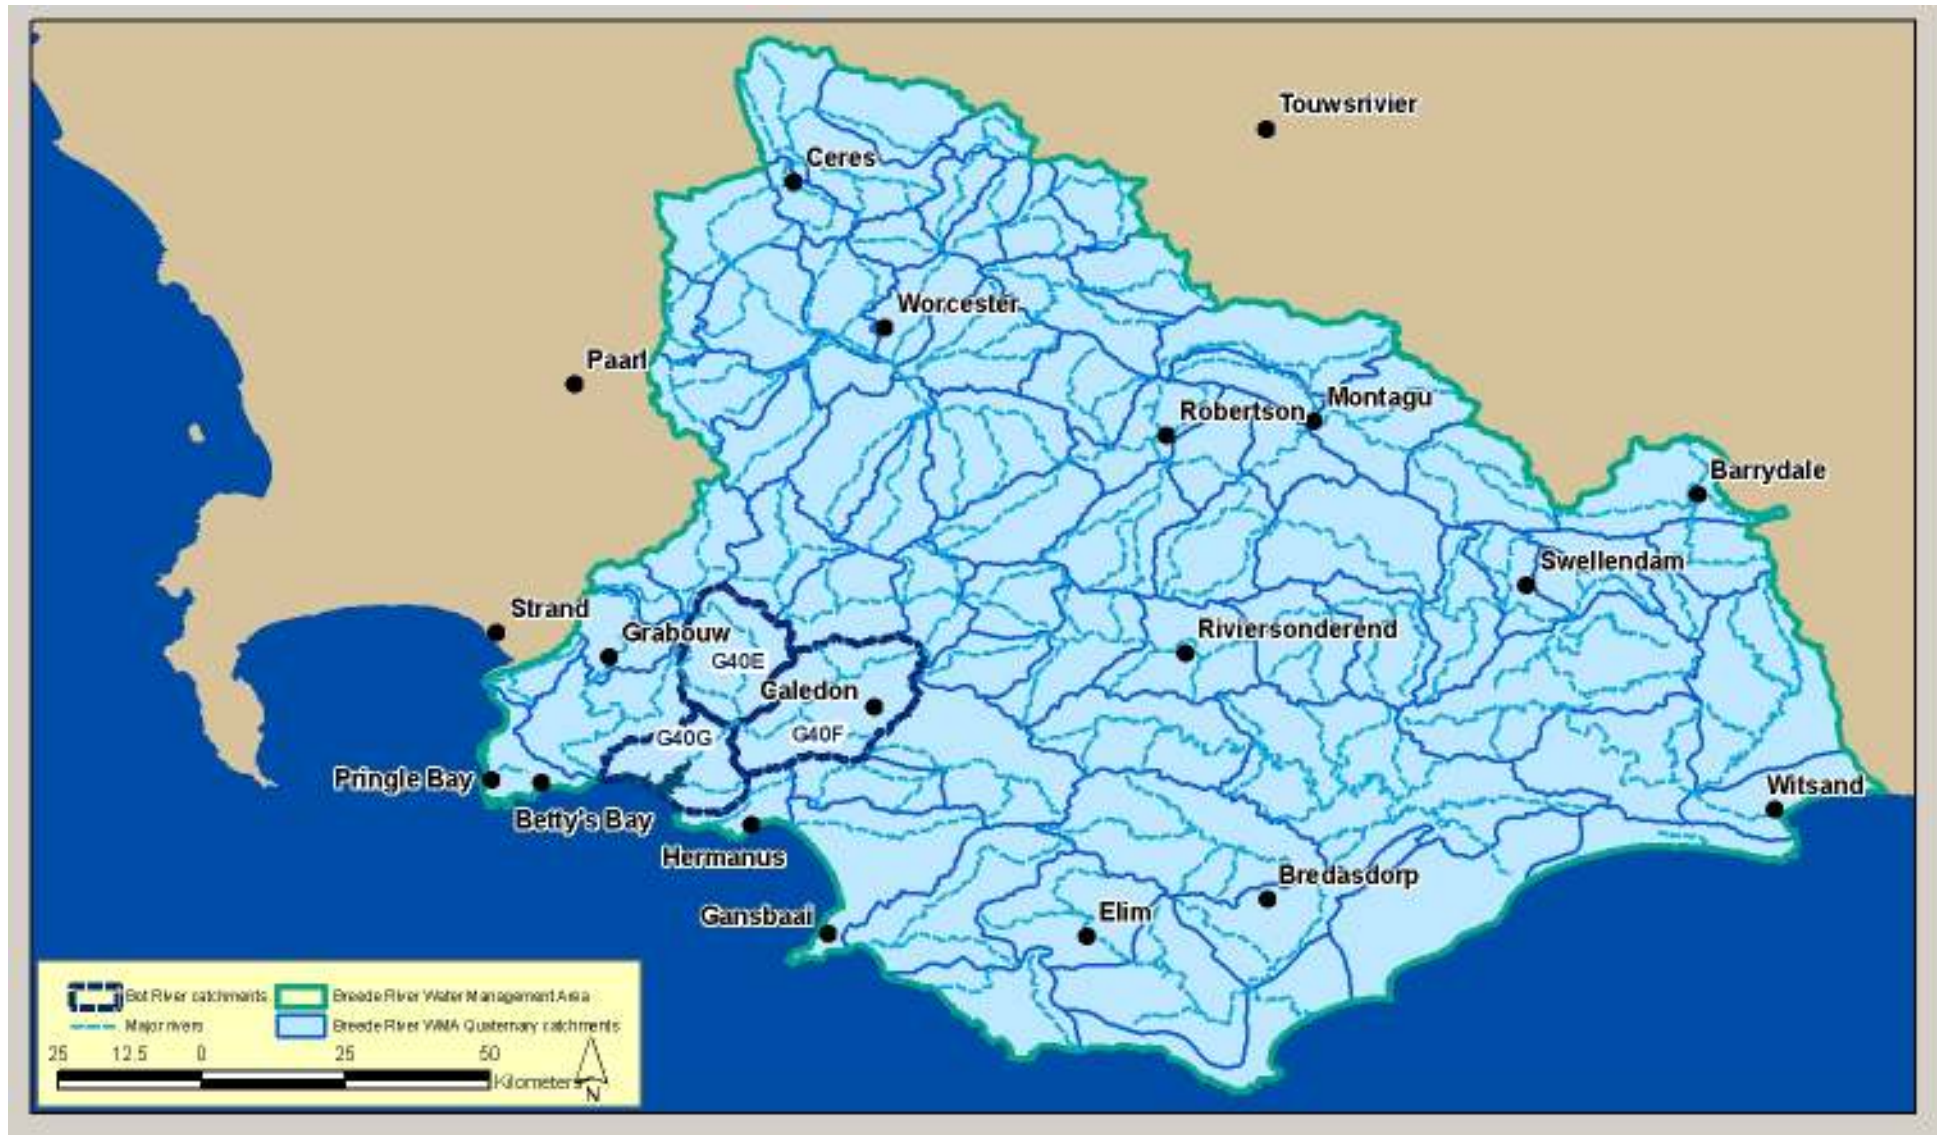 Touwsrivier
Ceres
Worcester
Paarl
Montagu
Robertson
Barrydale
Swellendam
Strand
Grabouw
Riviersonderend
G40E
Caledon
G40F
G40G
Pringle Bay
Witsand
Betty's Bay
Hermanus
Bredasdorp
Gansbaai
Elim
Bot River catchments
Breede River Water Management Area
Major rivers
Breede River WMA Quaternary catchments
25 12.5 0 25 50
Kilometers
N